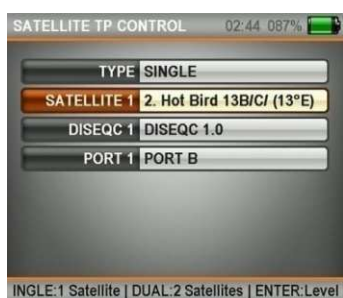 SATELLITE TP CONTROL 02:44 087%
TYPE SINGLE
SATELLITE 1 2. Hot Bird 13B/C/ (13°E)
DISEQC 1 DISEQC 1.0
PORT 1 PORT B
INGLE:1 Satellite | DUAL:2 Satellites | ENTER:Level